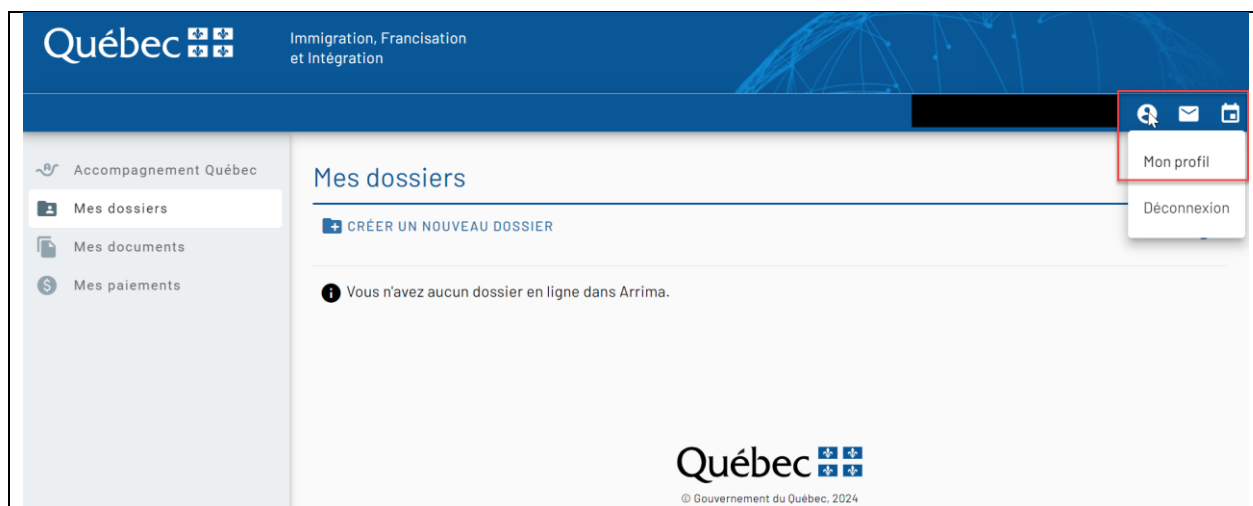 Québec
Immigration, Francisation
et Intégration
Mon profil
Déconnexion
Accompagnement Québec
Mes dossiers
Mes documents
Mes paiements
Mes dossiers
CRÉER UN NOUVEAU DOSSIER
Vous n'avez aucun dossier en ligne dans Arrima.
Québec
© Gouvernement du Québec, 2024